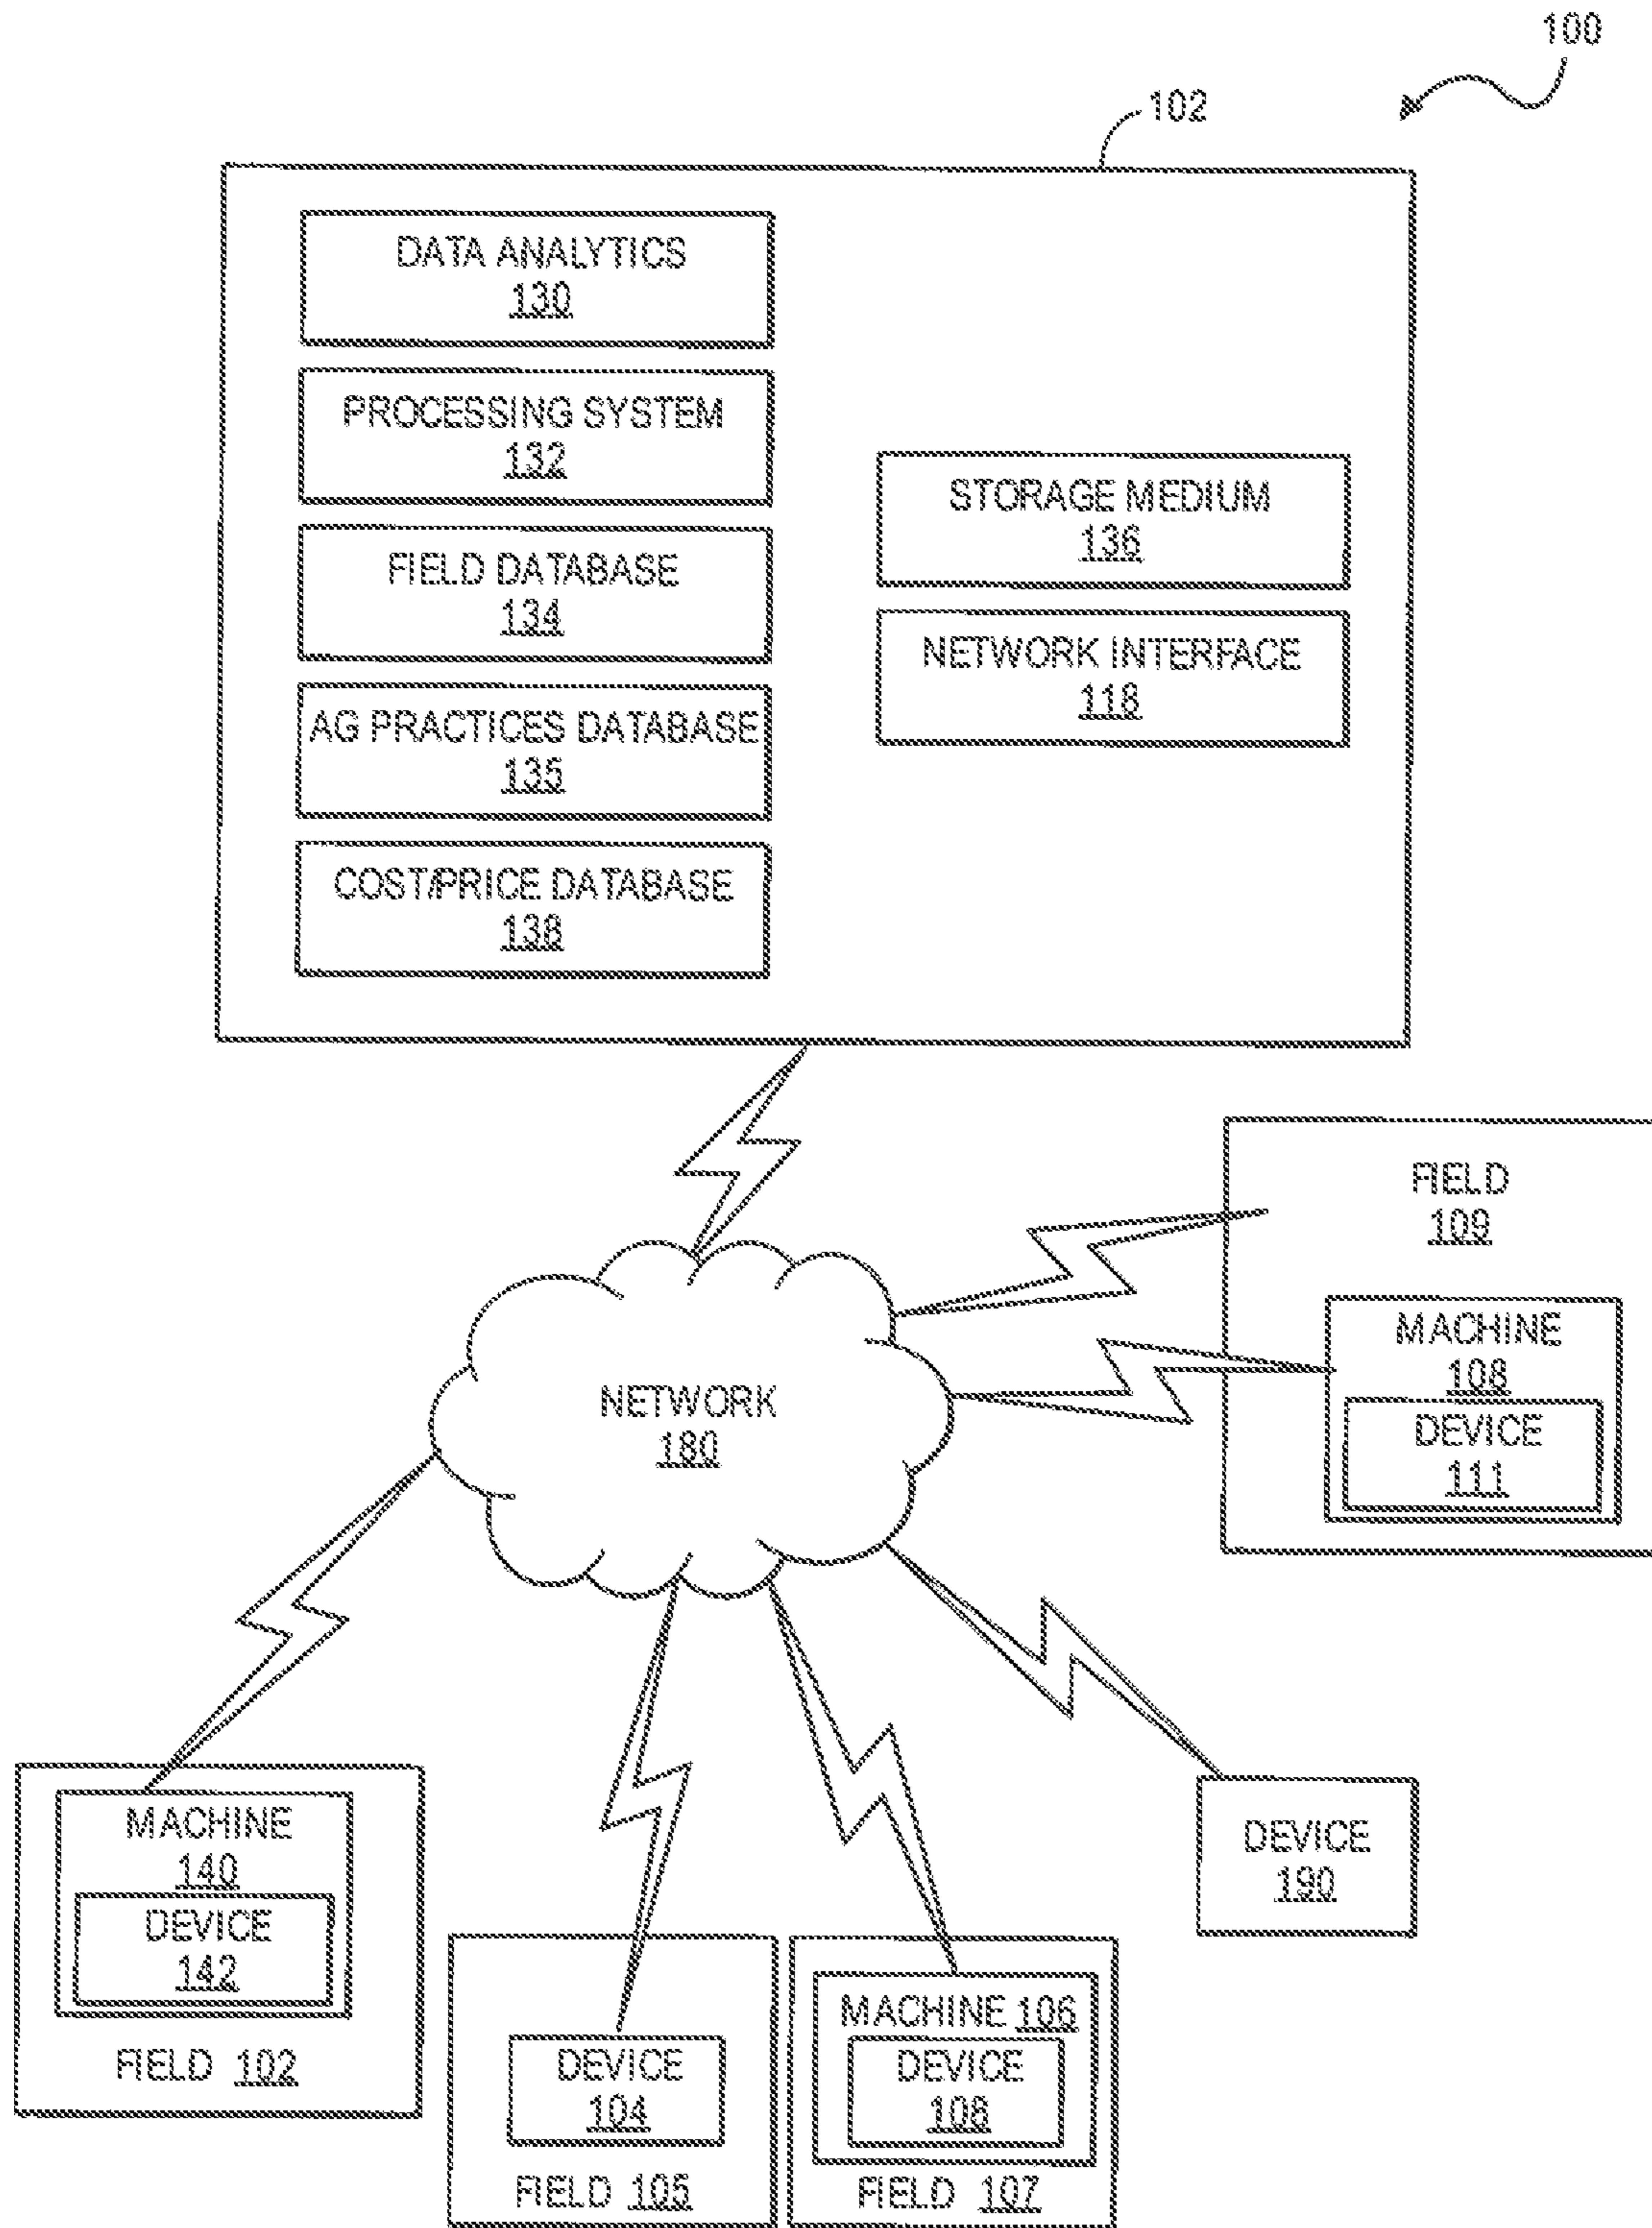 100
102
DATA ANALYTICS
130
PROCESSING SYSTEM
132
FIELD DATABASE
134
AG PRACTICES DATABASE
135
COST/PRICE DATABASE
138
STORAGE MEDIUM
136
NETWORK INTERFACE
118
FIELD
109
MACHINE
108
DEVICE
111
NETWORK
180
MACHINE
140
DEVICE
142
FIELD 102
DEVICE
104
FIELD 105
MACHINE 106
DEVICE
108
FIELD 107
DEVICE
190